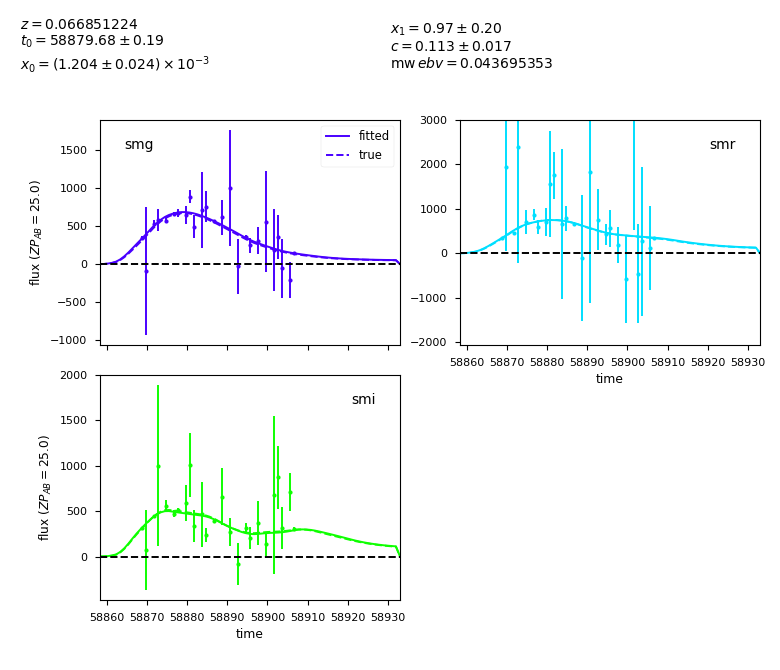 z = 0.066851224
t₀ = 58879.68 ± 0.19
x₀ = (1.204 ± 0.024) × 10⁻³
x₁ = 0.97 ± 0.20
c = 0.113 ± 0.017
mw ebv = 0.043695353
smg
fitted
true
1500
1000
500
0
−500
−1000
flux (ZP_AB = 25.0)
smr
3000
2000
1000
0
−1000
−2000
58860 58870 58880 58890 58900 58910 58920 58930
time
smi
2000
1500
1000
500
0
flux (ZP_AB = 25.0)
58860 58870 58880 58890 58900 58910 58920 58930
time